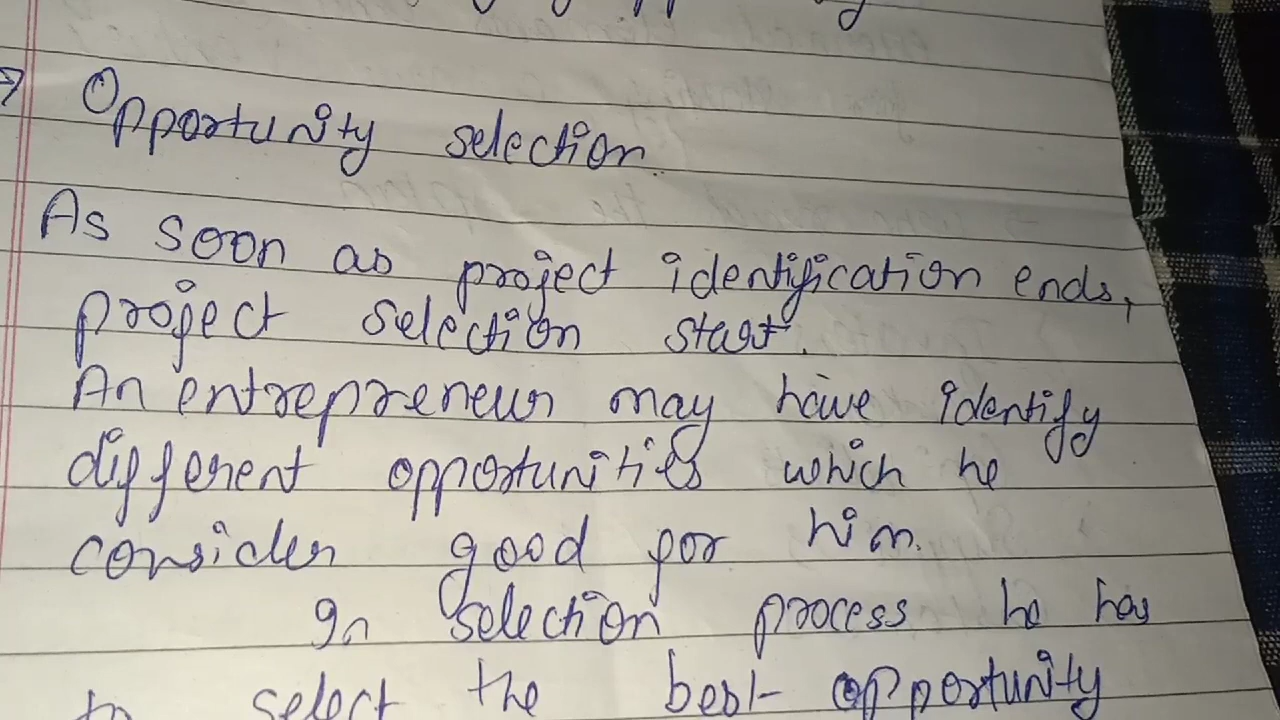 → Opportunity selection.
As soon as project identification ends,
project selection start.
An entrepreneur may have identify
different opportunities which he
consider good for him.
In selection process he has
to select the best opportunity